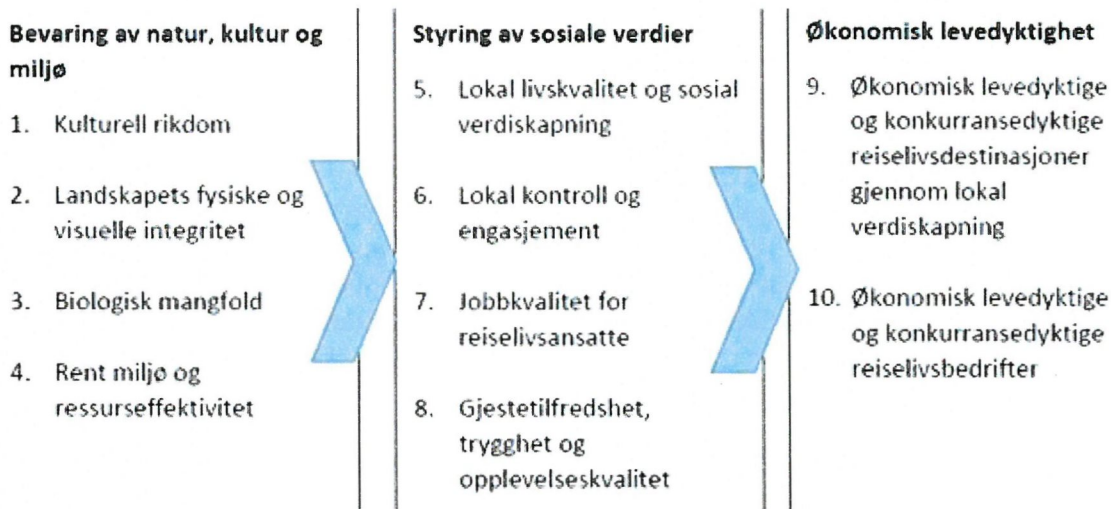 Bevaring av natur, kultur og
miljø
1. Kulturell rikdom
2. Landskapets fysiske og
visuelle integritet
3. Biologisk mangfold
4. Rent miljø og
ressurseffektivitet
Styring av sosiale verdier
5. Lokal livskvalitet og sosial
verdiskapning
6. Lokal kontroll og
engasjement
7. Jobbkvalitet for
reiselivsansatte
8. Gjestetilfredshet,
trygghet og
opplevelseskvalitet
Økonomisk levedyktighet
9. Økonomisk levedyktige
og konkurransedyktige
reiselivsdestinasjoner
gjennom lokal
verdiskapning
10. Økonomisk levedyktige
og konkurransedyktige
reiselivsbedrifter